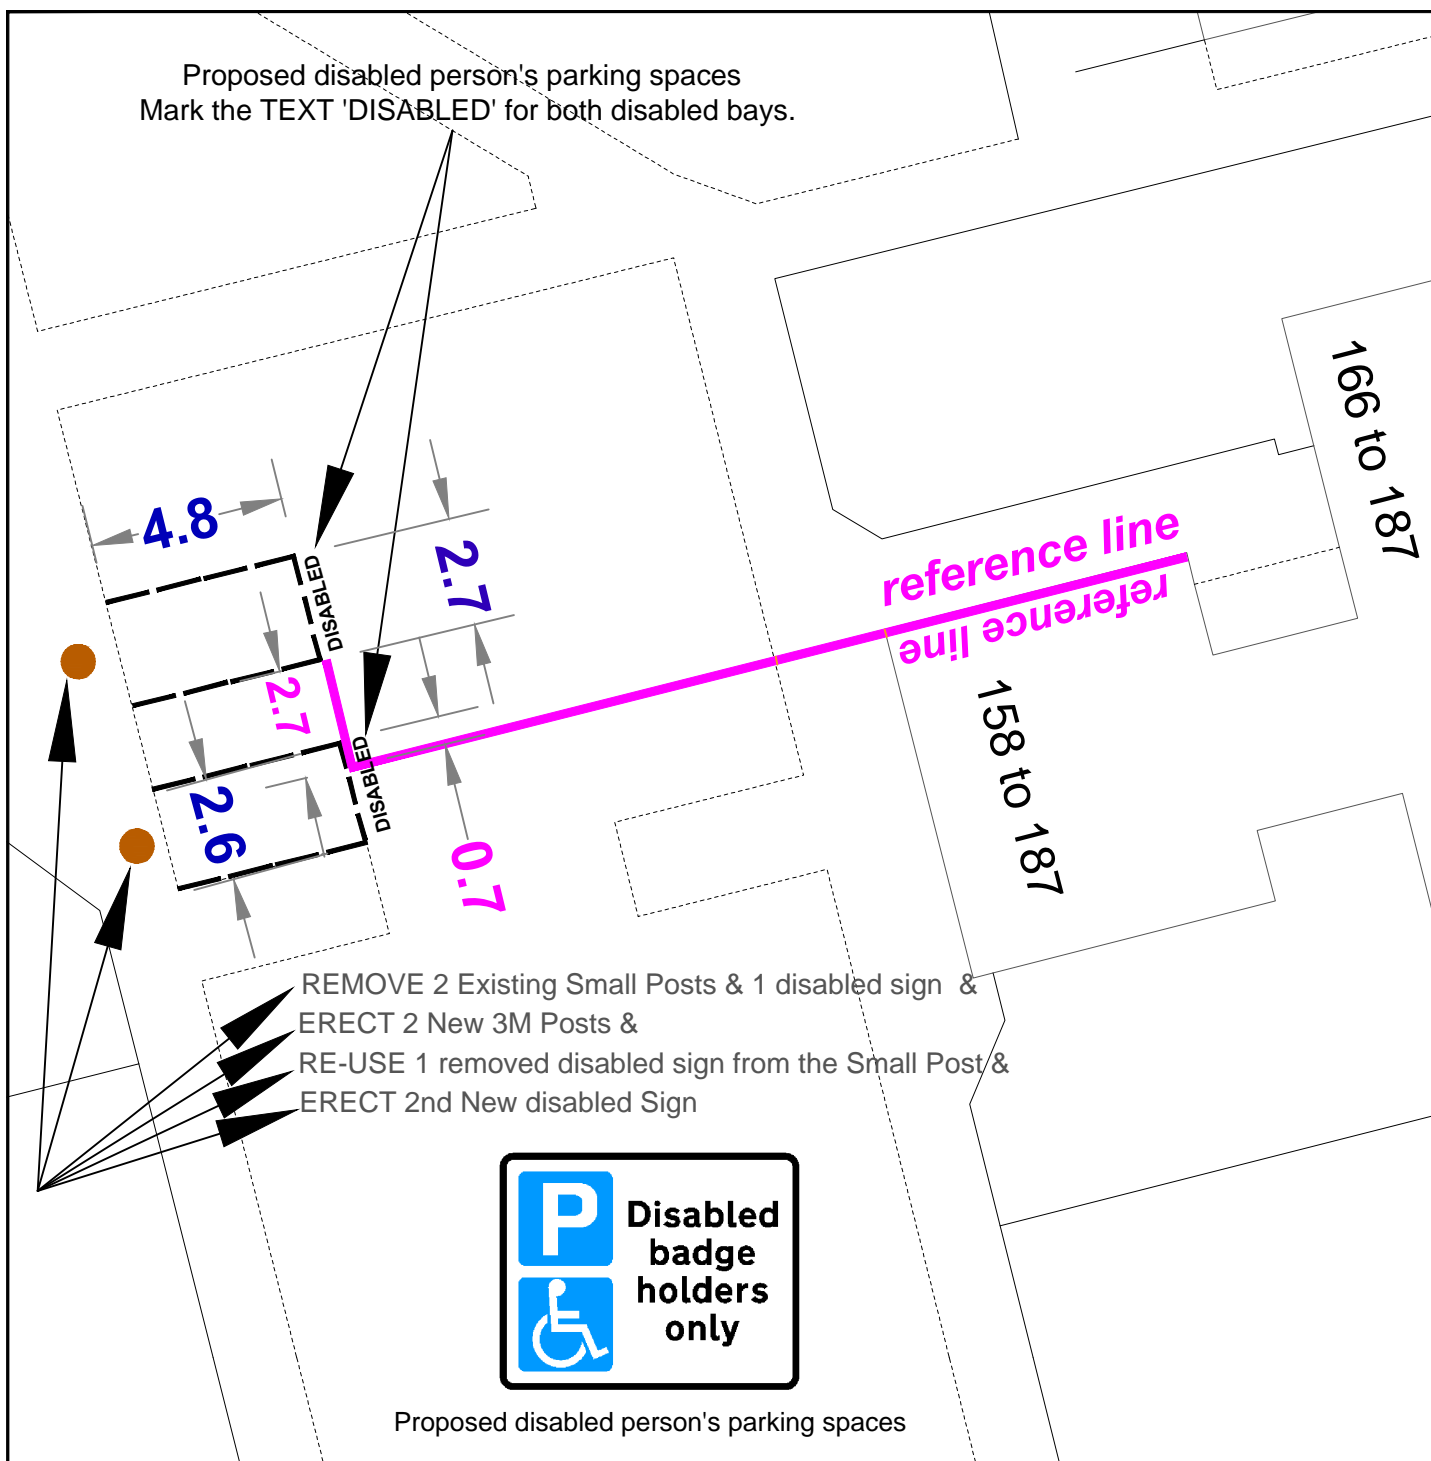 Proposed disabled person's parking spaces
Mark the TEXT 'DISABLED' for both disabled bays.
166 to 187
4.8
2.7
reference line
reference line
DISABLED
2.7
158 to 187
DISABLED
2.6
0.7
REMOVE 2 Existing Small Posts & 1 disabled sign &
ERECT 2 New 3M Posts &
RE-USE 1 removed disabled sign from the Small Post &
ERECT 2nd New disabled Sign
P
Disabled
badge
holders
only
Proposed disabled person's parking spaces